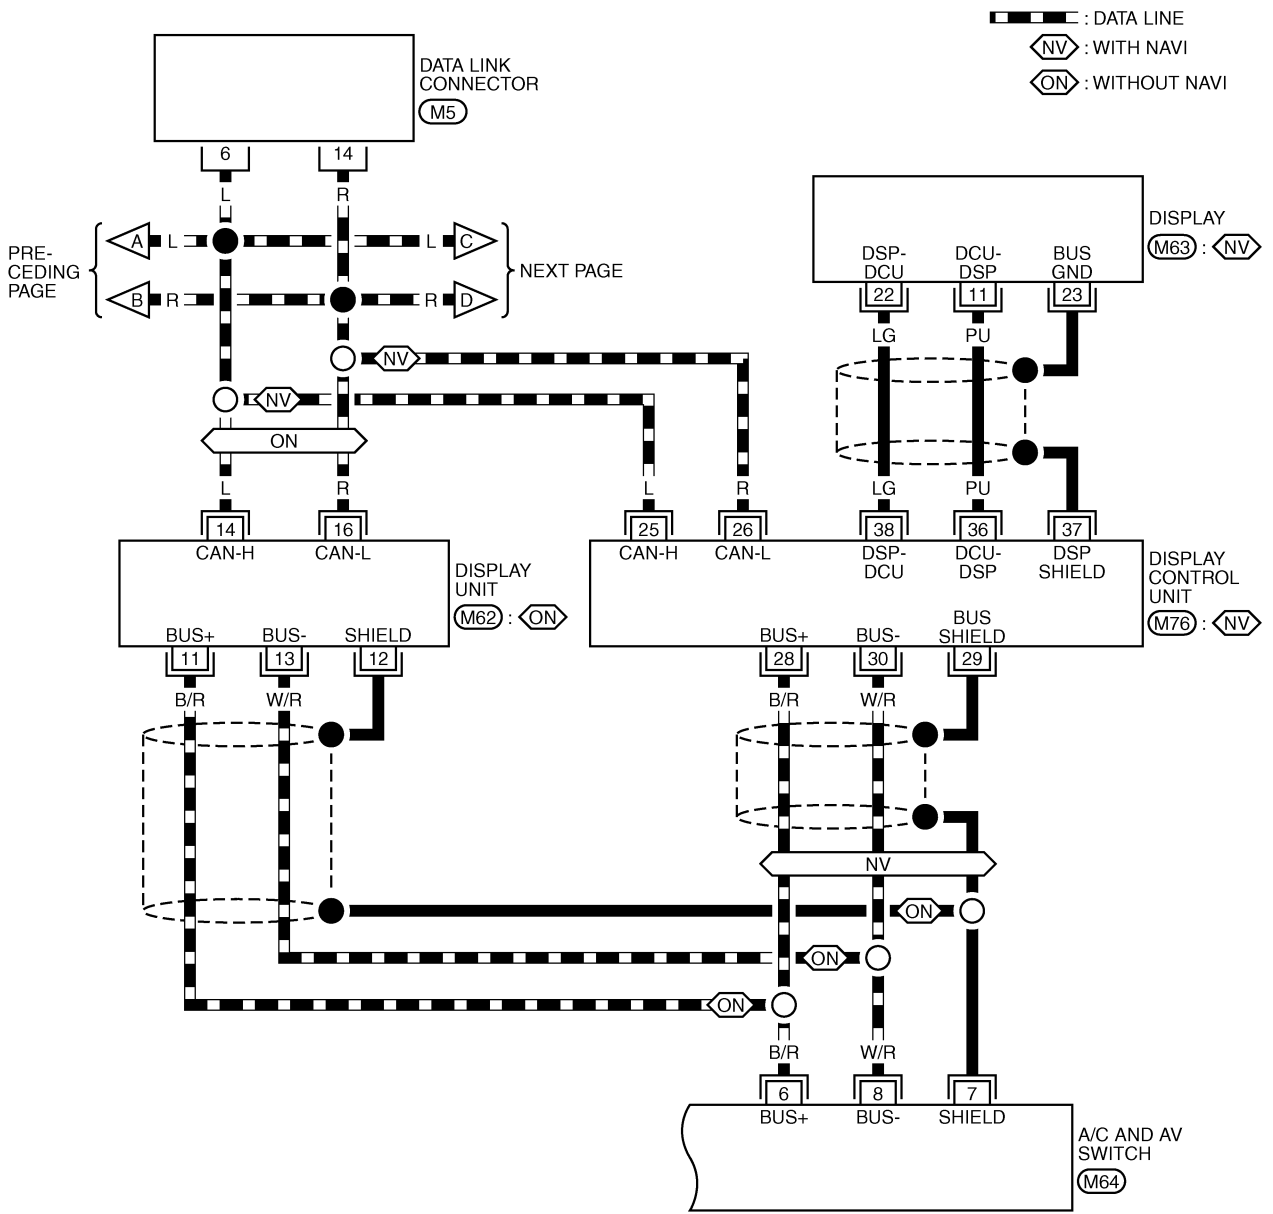 : DATA LINE
NV : WITH NAVI
ON : WITHOUT NAVI
DATA LINK
CONNECTOR
M5
6 14
L R
PRE-
CEDING
PAGE
A L L C
B R R D
NEXT PAGE
NV
NV
ON
L R L R
DISPLAY
M63 : NV
DSP-
DCU
DCU-
DSP
BUS
GND
22 11 23
LG PU
LG PU
14 16
CAN-H CAN-L
DISPLAY
UNIT
M62 : ON
BUS+ BUS- SHIELD
11 13 12
B/R W/R
25 26 38 36 37
CAN-H CAN-L
DSP-
DCU
DCU-
DSP
DSP
SHIELD
DISPLAY
CONTROL
UNIT
M76 : NV
BUS+ BUS-
BUS
SHIELD
28 30 29
B/R W/R
NV
ON
ON
ON
B/R W/R
6 8 7
BUS+ BUS- SHIELD
A/C AND AV
SWITCH
M64